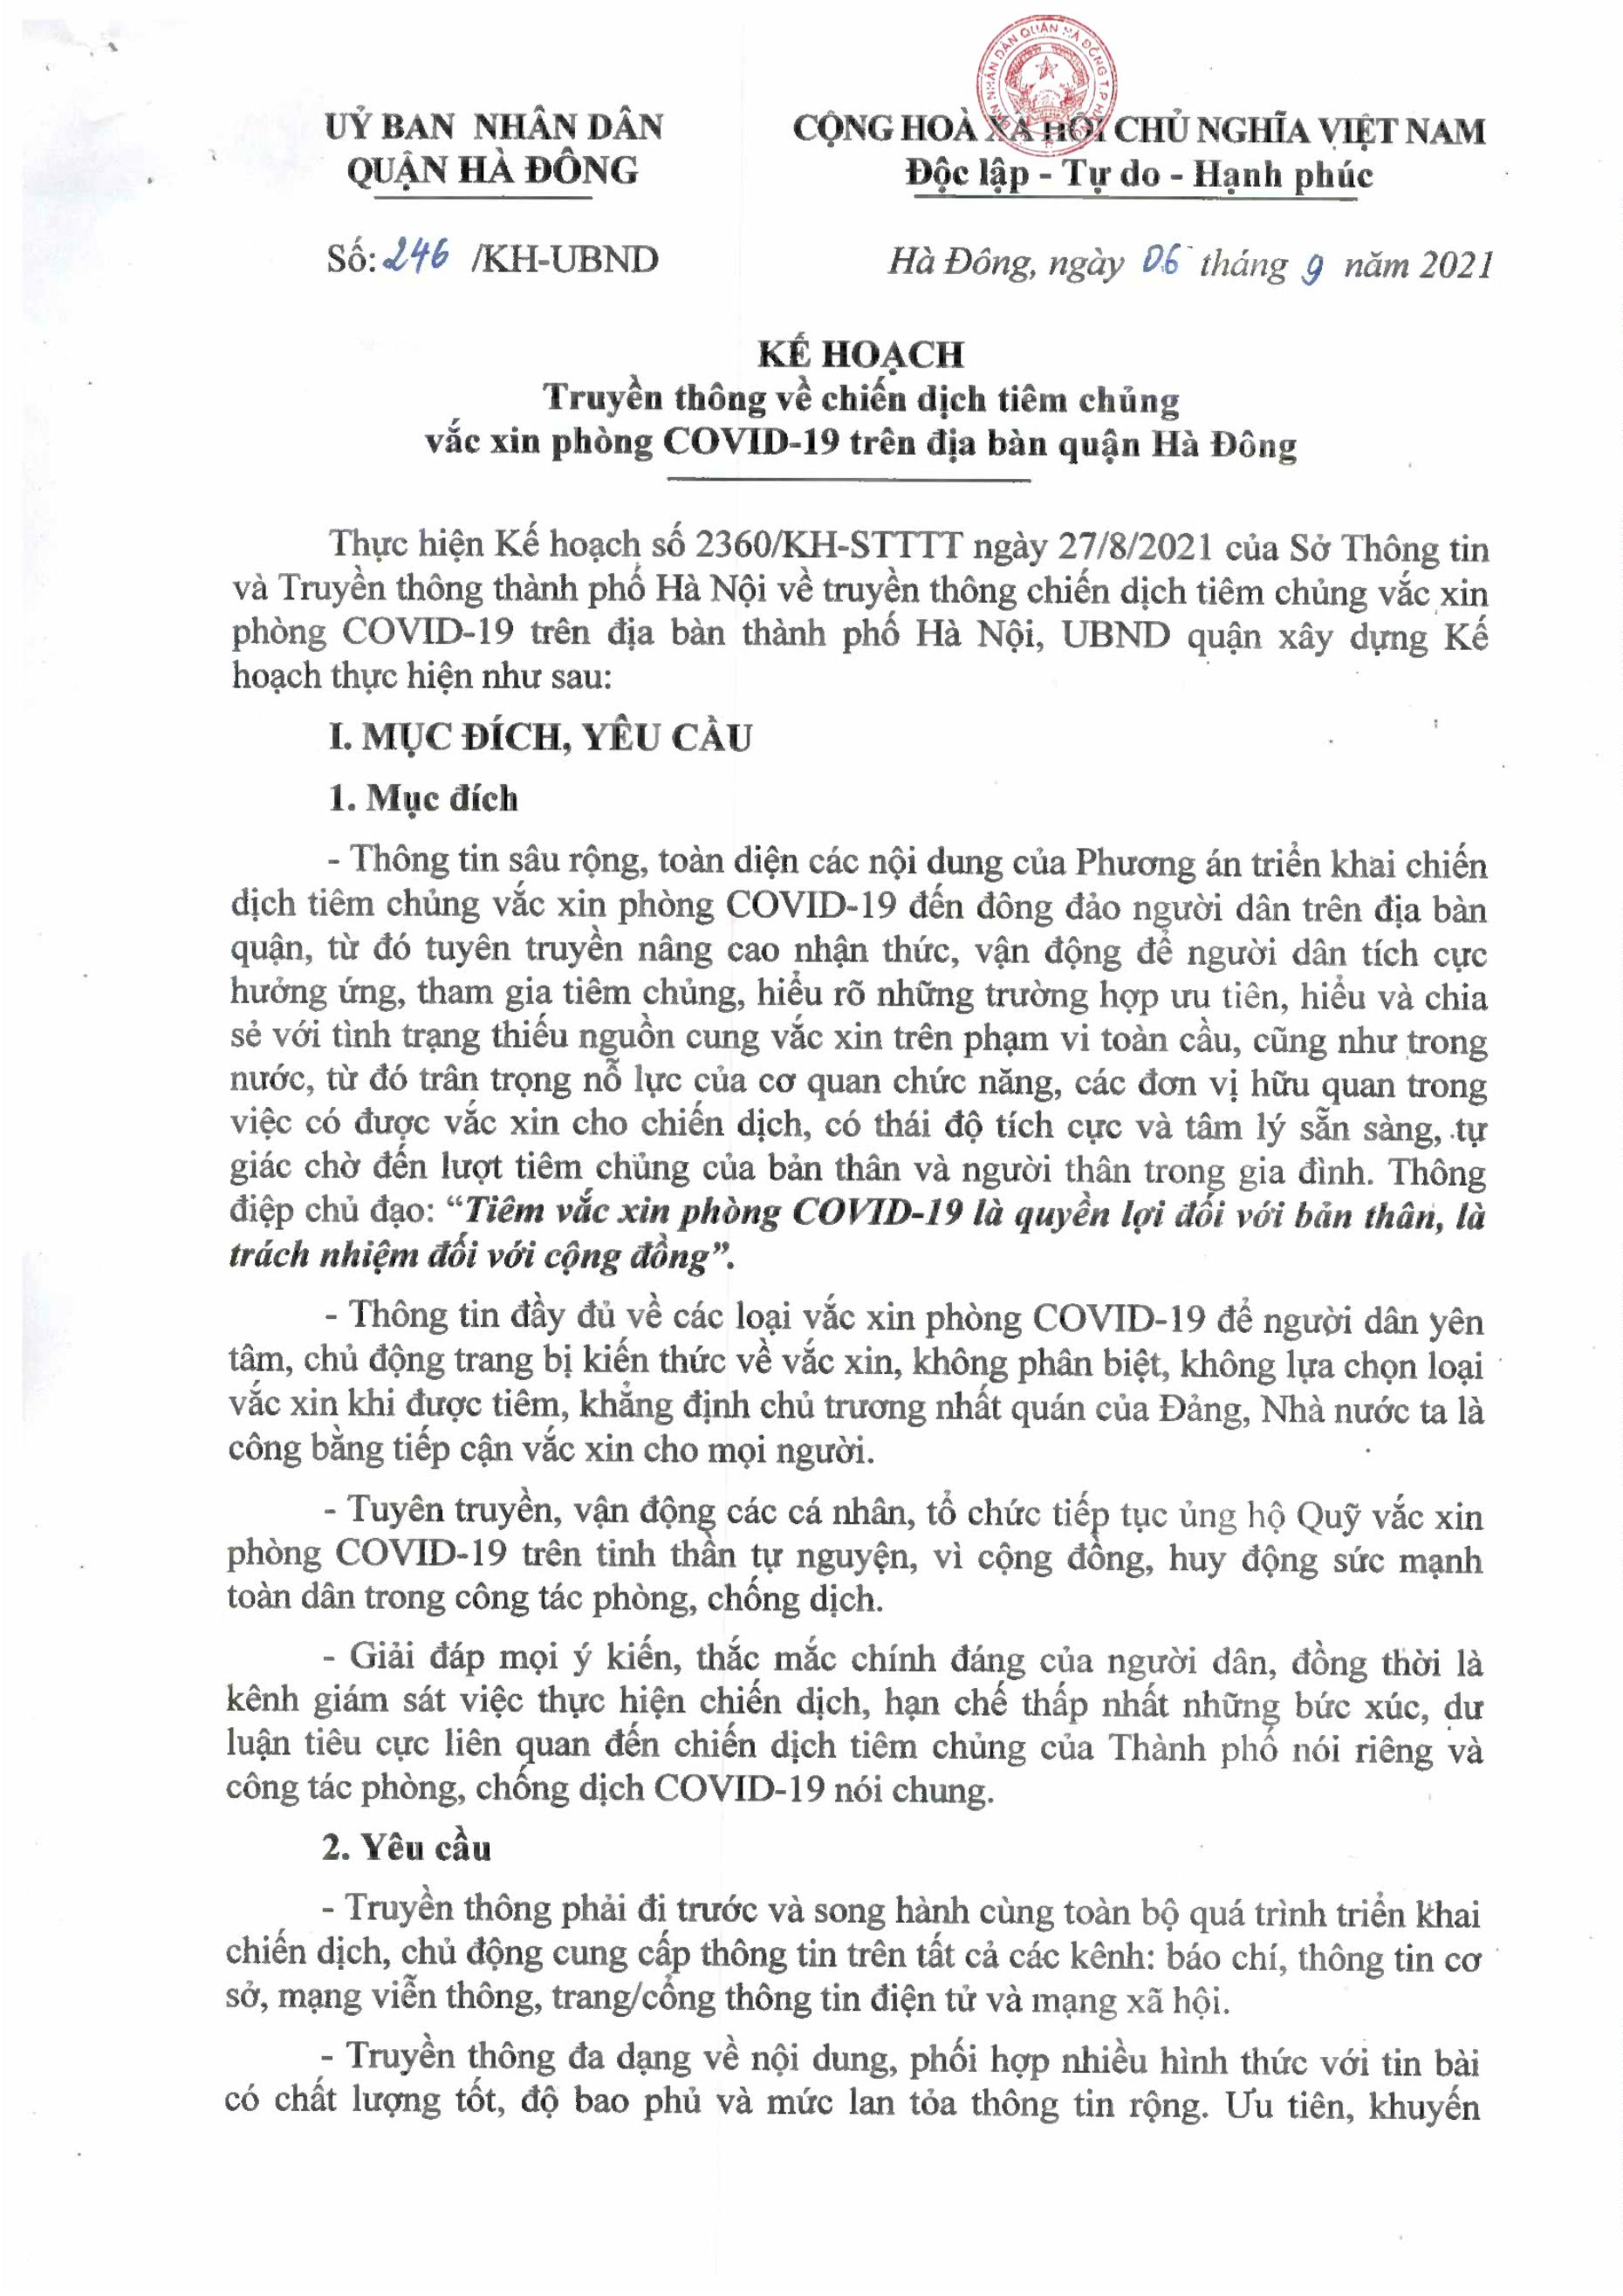 UỶ BAN NHÂN DÂN
QUẬN HÀ ĐÔNG
Số: 246 /KH-UBND
CỘNG HOÀ XÃ HỘI CHỦ NGHĨA VIỆT NAM
Độc lập - Tự do - Hạnh phúc
Hà Đông, ngày 06 tháng 9 năm 2021
KẾ HOẠCH
Truyền thông về chiến dịch tiêm chủng
vắc xin phòng COVID-19 trên địa bàn quận Hà Đông
Thực hiện Kế hoạch số 2360/KH-STTTT ngày 27/8/2021 của Sở Thông tin
và Truyền thông thành phố Hà Nội về truyền thông chiến dịch tiêm chủng vắc xin
phòng COVID-19 trên địa bàn thành phố Hà Nội, UBND quận xây dựng Kế
hoạch thực hiện như sau:
I. MỤC ĐÍCH, YÊU CẦU
1. Mục đích
- Thông tin sâu rộng, toàn diện các nội dung của Phương án triển khai chiến
dịch tiêm chủng vắc xin phòng COVID-19 đến đông đảo người dân trên địa bàn
quận, từ đó tuyên truyền nâng cao nhận thức, vận động để người dân tích cực
hưởng ứng, tham gia tiêm chủng, hiểu rõ những trường hợp ưu tiên, hiểu và chia
sẻ với tình trạng thiếu nguồn cung vắc xin trên phạm vi toàn cầu, cũng như trong
nước, từ đó trân trọng nỗ lực của cơ quan chức năng, các đơn vị hữu quan trong
việc có được vắc xin cho chiến dịch, có thái độ tích cực và tâm lý sẵn sàng, tự
giác chờ đến lượt tiêm chủng của bản thân và người thân trong gia đình. Thông
điệp chủ đạo: “Tiêm vắc xin phòng COVID-19 là quyền lợi đối với bản thân, là
trách nhiệm đối với cộng đồng”.
- Thông tin đầy đủ về các loại vắc xin phòng COVID-19 để người dân yên
tâm, chủ động trang bị kiến thức về vắc xin, không phân biệt, không lựa chọn loại
vắc xin khi được tiêm, khẳng định chủ trương nhất quán của Đảng, Nhà nước ta là
công bằng tiếp cận vắc xin cho mọi người.
- Tuyên truyền, vận động các cá nhân, tổ chức tiếp tục ủng hộ Quỹ vắc xin
phòng COVID-19 trên tinh thần tự nguyện, vì cộng đồng, huy động sức mạnh
toàn dân trong công tác phòng, chống dịch.
- Giải đáp mọi ý kiến, thắc mắc chính đáng của người dân, đồng thời là
kênh giám sát việc thực hiện chiến dịch, hạn chế thấp nhất những bức xúc, dư
luận tiêu cực liên quan đến chiến dịch tiêm chủng của Thành phố nói riêng và
công tác phòng, chống dịch COVID-19 nói chung.
2. Yêu cầu
- Truyền thông phải đi trước và song hành cùng toàn bộ quá trình triển khai
chiến dịch, chủ động cung cấp thông tin trên tất cả các kênh: báo chí, thông tin cơ
sở, mạng viễn thông, trang/cổng thông tin điện tử và mạng xã hội.
- Truyền thông đa dạng về nội dung, phối hợp nhiều hình thức với tin bài
có chất lượng tốt, độ bao phủ và mức lan tỏa thông tin rộng. Ưu tiên, khuyến